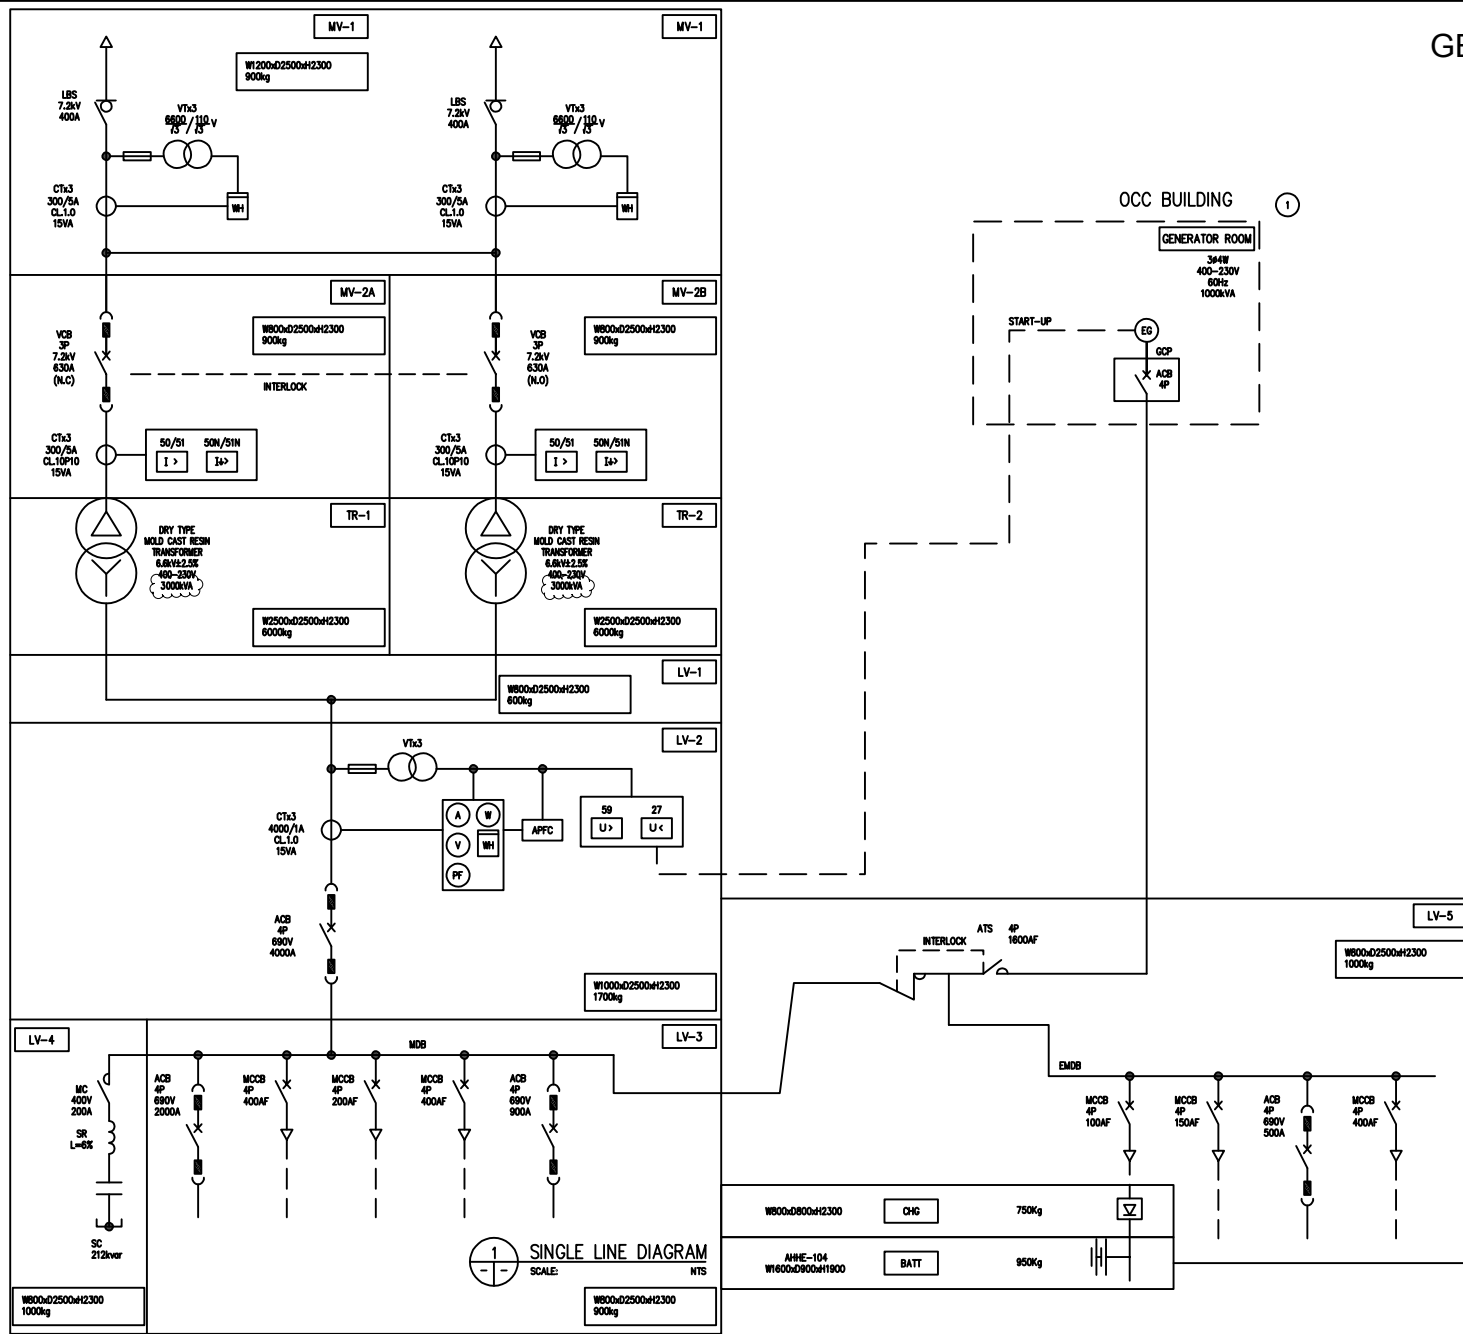 GE
MV-1
MV-1
W1200xD2500xH2300
900kg
LBS
7.2kV
400A
VTx3
6600/√3 / 110/√3 V
CTx3
300/5A
CL.1.0
15VA
WH
LBS
7.2kV
400A
VTx3
6600/√3 / 110/√3 V
CTx3
300/5A
CL.1.0
15VA
WH
OCC BUILDING
1
GENERATOR ROOM
3ø4W
400-230V
60Hz
1000kVA
START-UP
EG
GCP
ACB
4P
MV-2A
W800xD2500xH2300
900kg
VCB
3P
7.2kV
630A
(N.C)
INTERLOCK
CTx3
300/5A
CL.10P10
15VA
50/51
50N/51N
I >
I⏚>
MV-2B
W800xD2500xH2300
900kg
VCB
3P
7.2kV
630A
(N.O)
CTx3
300/5A
CL.10P10
15VA
50/51
50N/51N
I >
I⏚>
TR-1
DRY TYPE
MOLD CAST RESIN
TRANSFORMER
6.6kV±2.5%
400-230V
3000kVA
W2500xD2500xH2300
6000kg
TR-2
DRY TYPE
MOLD CAST RESIN
TRANSFORMER
6.6kV±2.5%
400-230V
3000kVA
W2500xD2500xH2300
6000kg
LV-1
W800xD2500xH2300
600kg
LV-2
VTx3
CTx3
4000/1A
CL.1.0
15VA
A
W
V
WH
PF
APFC
59
27
U >
U <
ACB
4P
690V
4000A
W1000xD2500xH2300
1700kg
LV-5
W800xD2500xH2300
1000kg
INTERLOCK
ATS
4P
1600AF
LV-4
MC
400V
200A
SR
L=6%
SC
212kvar
W800xD2500xH2300
1000kg
LV-3
MDB
ACB
4P
690V
2000A
MCCB
4P
400AF
MCCB
4P
200AF
MCCB
4P
400AF
ACB
4P
690V
900A
1
SINGLE LINE DIAGRAM
SCALE:
NTS
W800xD2500xH2300
900kg
EMDB
MCCB
4P
100AF
MCCB
4P
150AF
ACB
4P
690V
500A
MCCB
4P
400AF
W800xD800xH2300
CHG
750Kg
AHHE-104
W1600xD900xH1900
BATT
950Kg